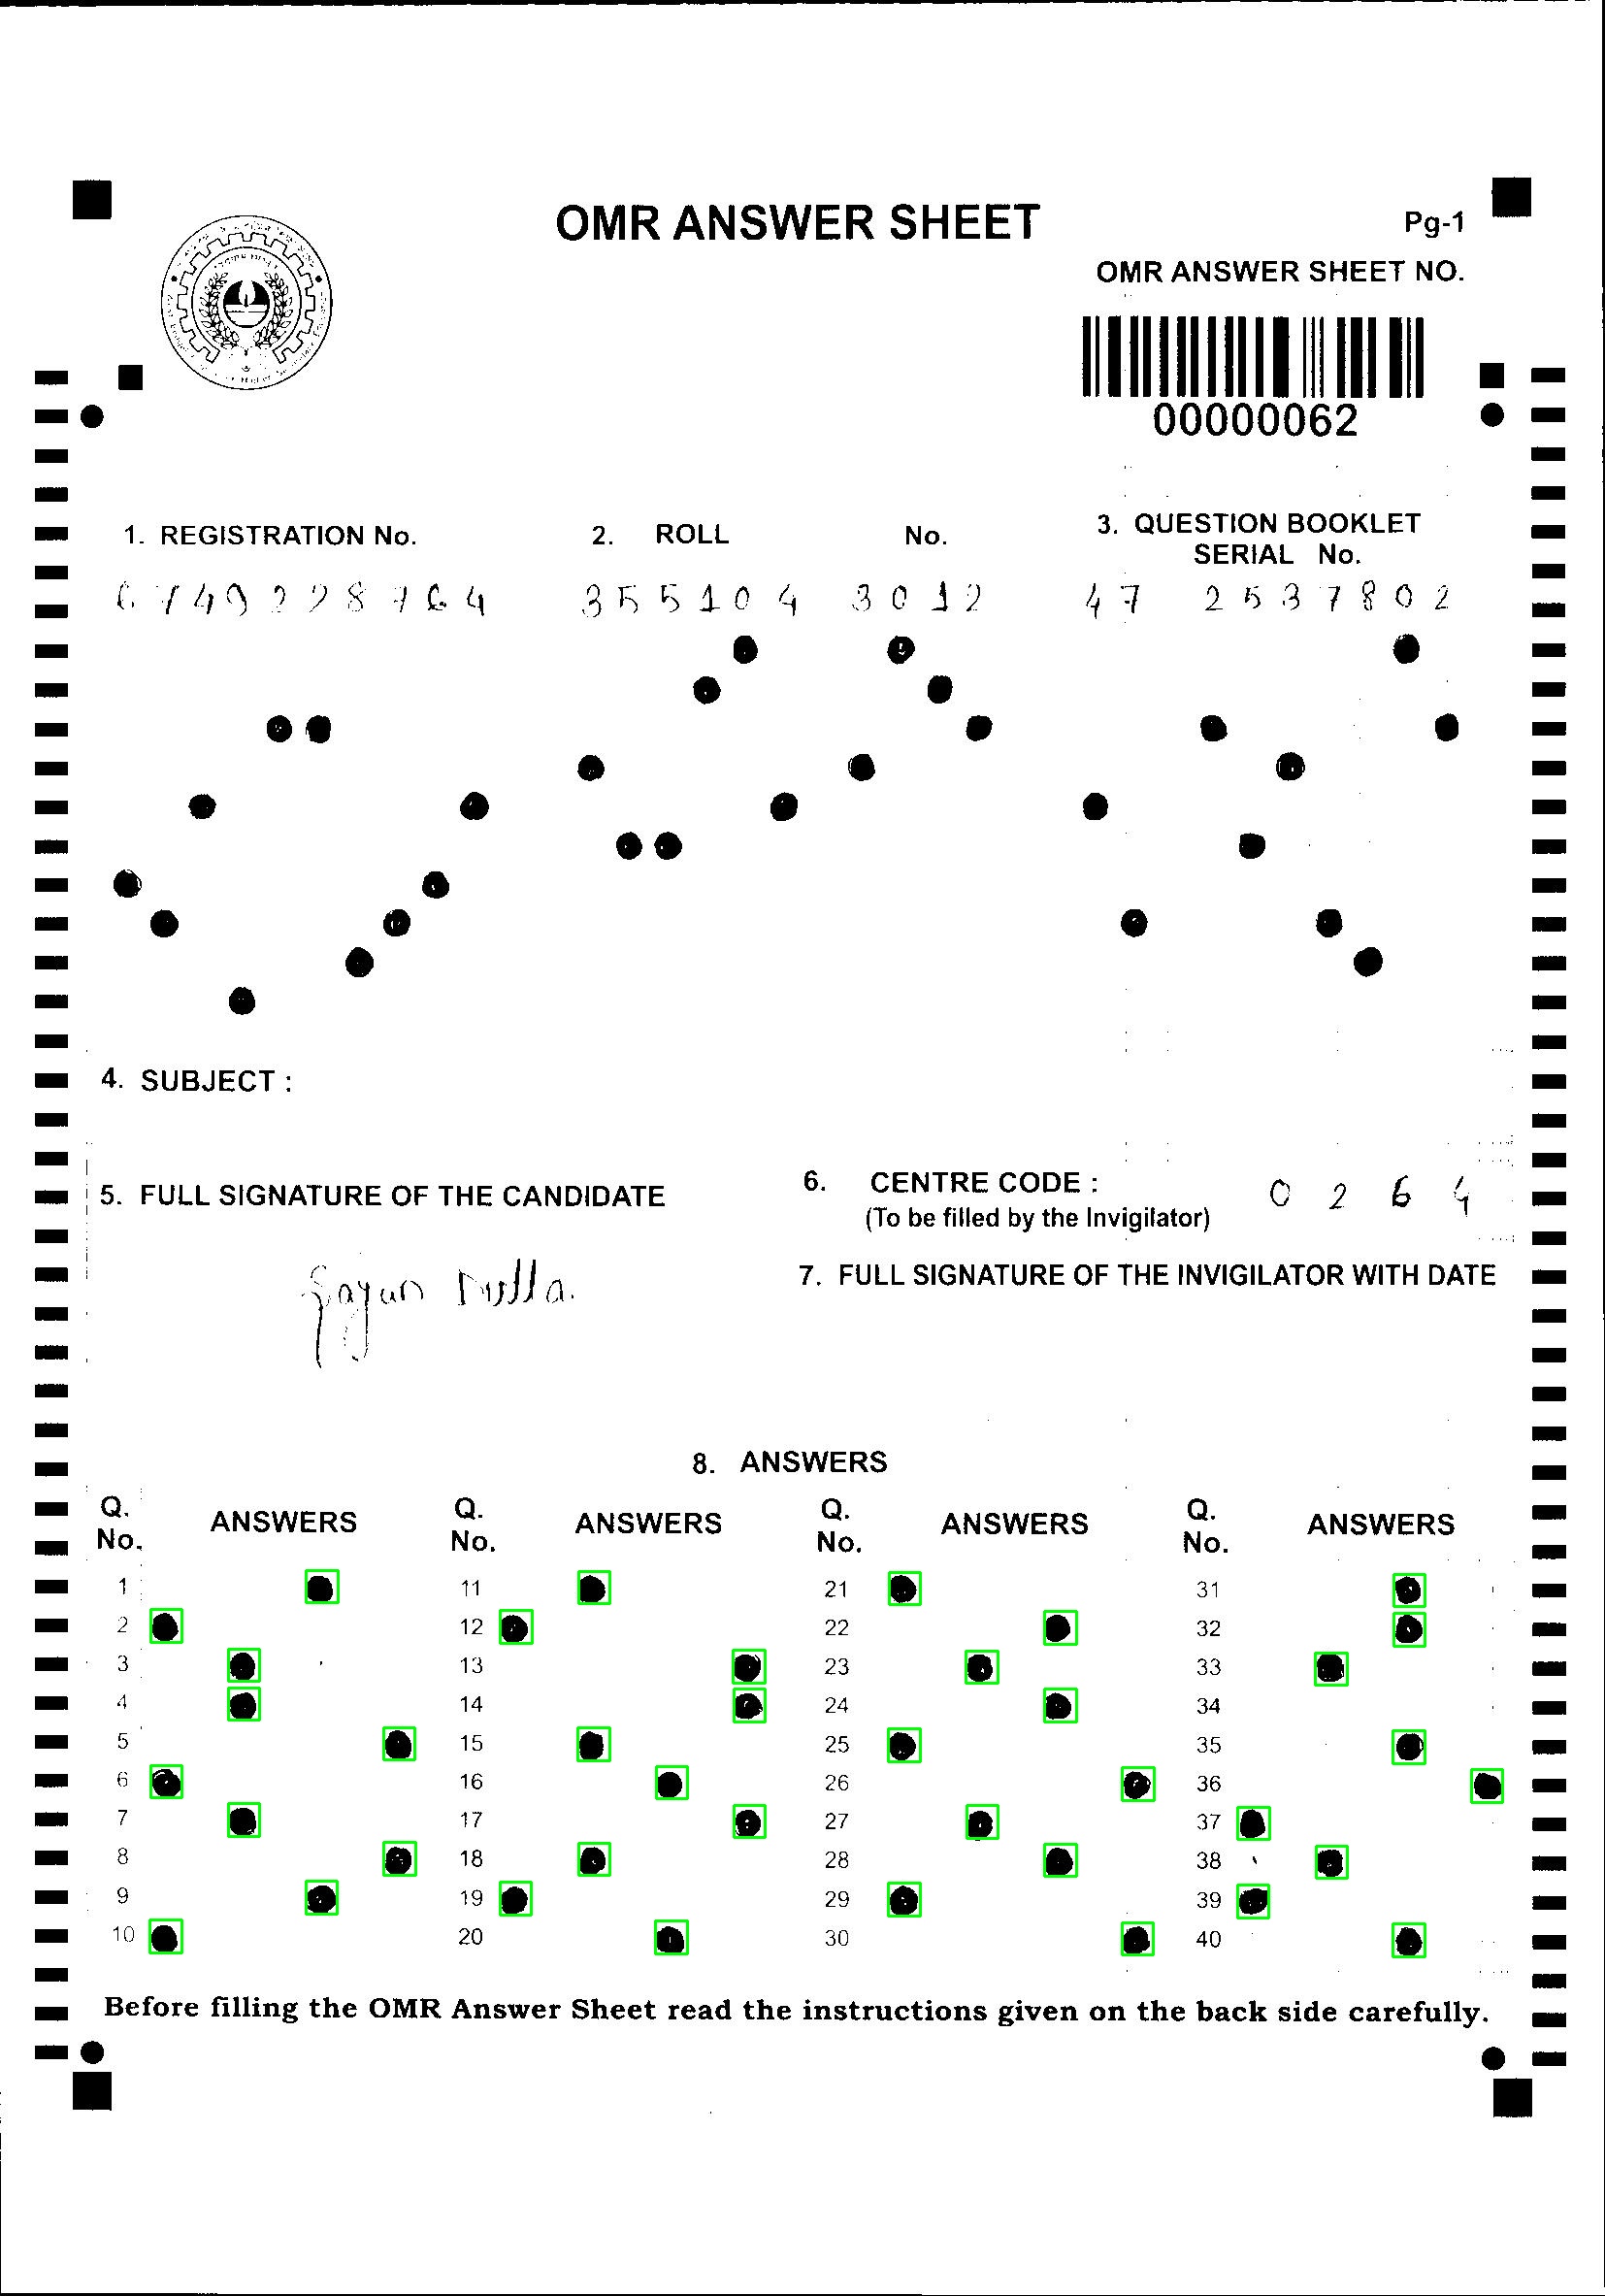 OMR ANSWER SHEET
Pg-1
OMR ANSWER SHEET NO.
00000062
1. REGISTRATION No.
2. ROLL No.
3. QUESTION BOOKLET
SERIAL No.
6749228764
355104 3012
47 2537802
4. SUBJECT :
5. FULL SIGNATURE OF THE CANDIDATE
6. CENTRE CODE :
(To be filled by the Invigilator)
0 2 6 4
7. FULL SIGNATURE OF THE INVIGILATOR WITH DATE
8. ANSWERS
Q. No. ANSWERS Q. No. ANSWERS Q. No. ANSWERS Q. No. ANSWERS
1 11 21 31
2 12 22 32
3 13 23 33
4 14 24 34
5 15 25 35
6 16 26 36
7 17 27 37
8 18 28 38
9 19 29 39
10 20 30 40
Before filling the OMR Answer Sheet read the instructions given on the back side carefully.